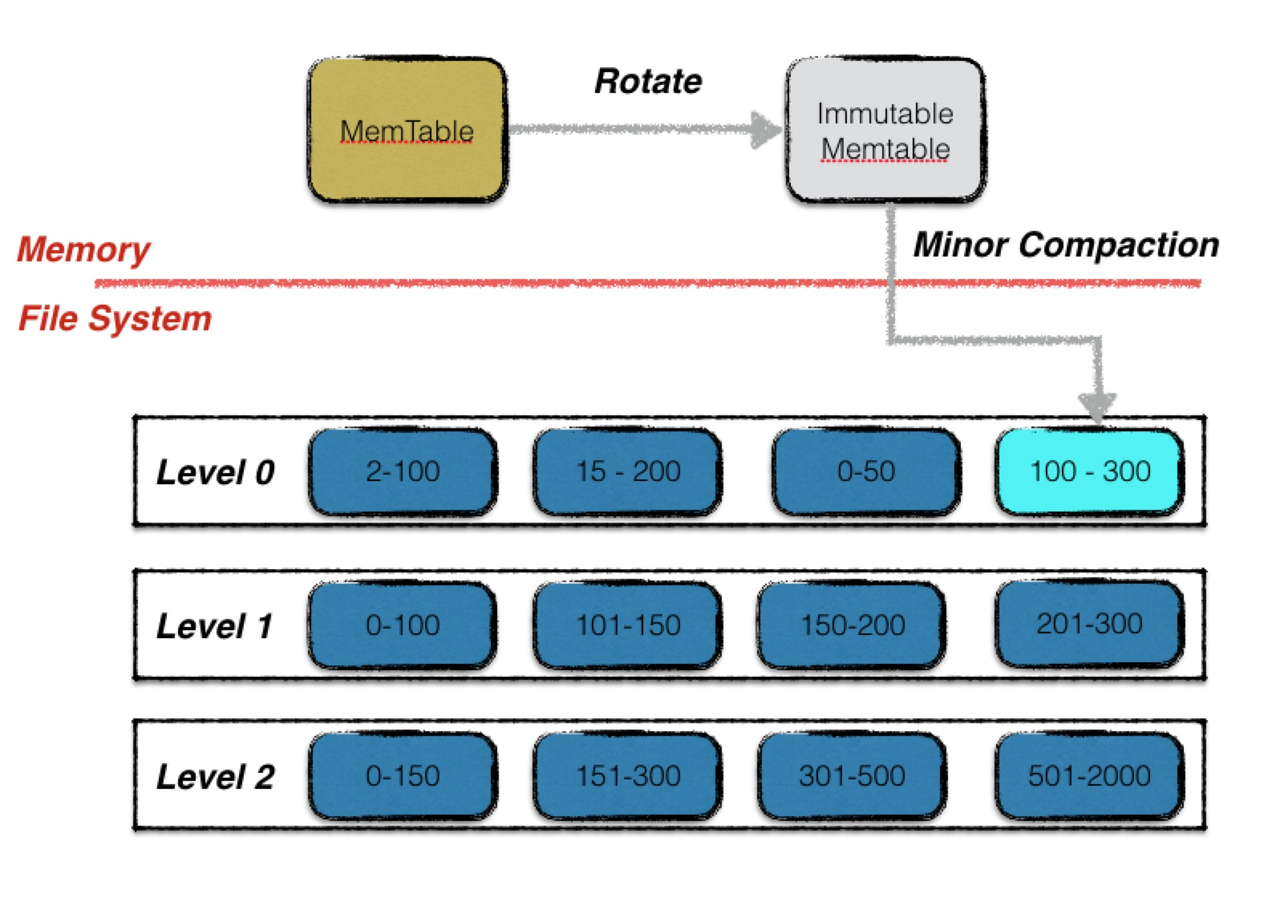 Rotate
MemTable
Immutable
Memtable
Memory
Minor Compaction
File System
Level 0
2-100
15 - 200
0-50
100 - 300
Level 1
0-100
101-150
150-200
201-300
Level 2
0-150
151-300
301-500
501-2000